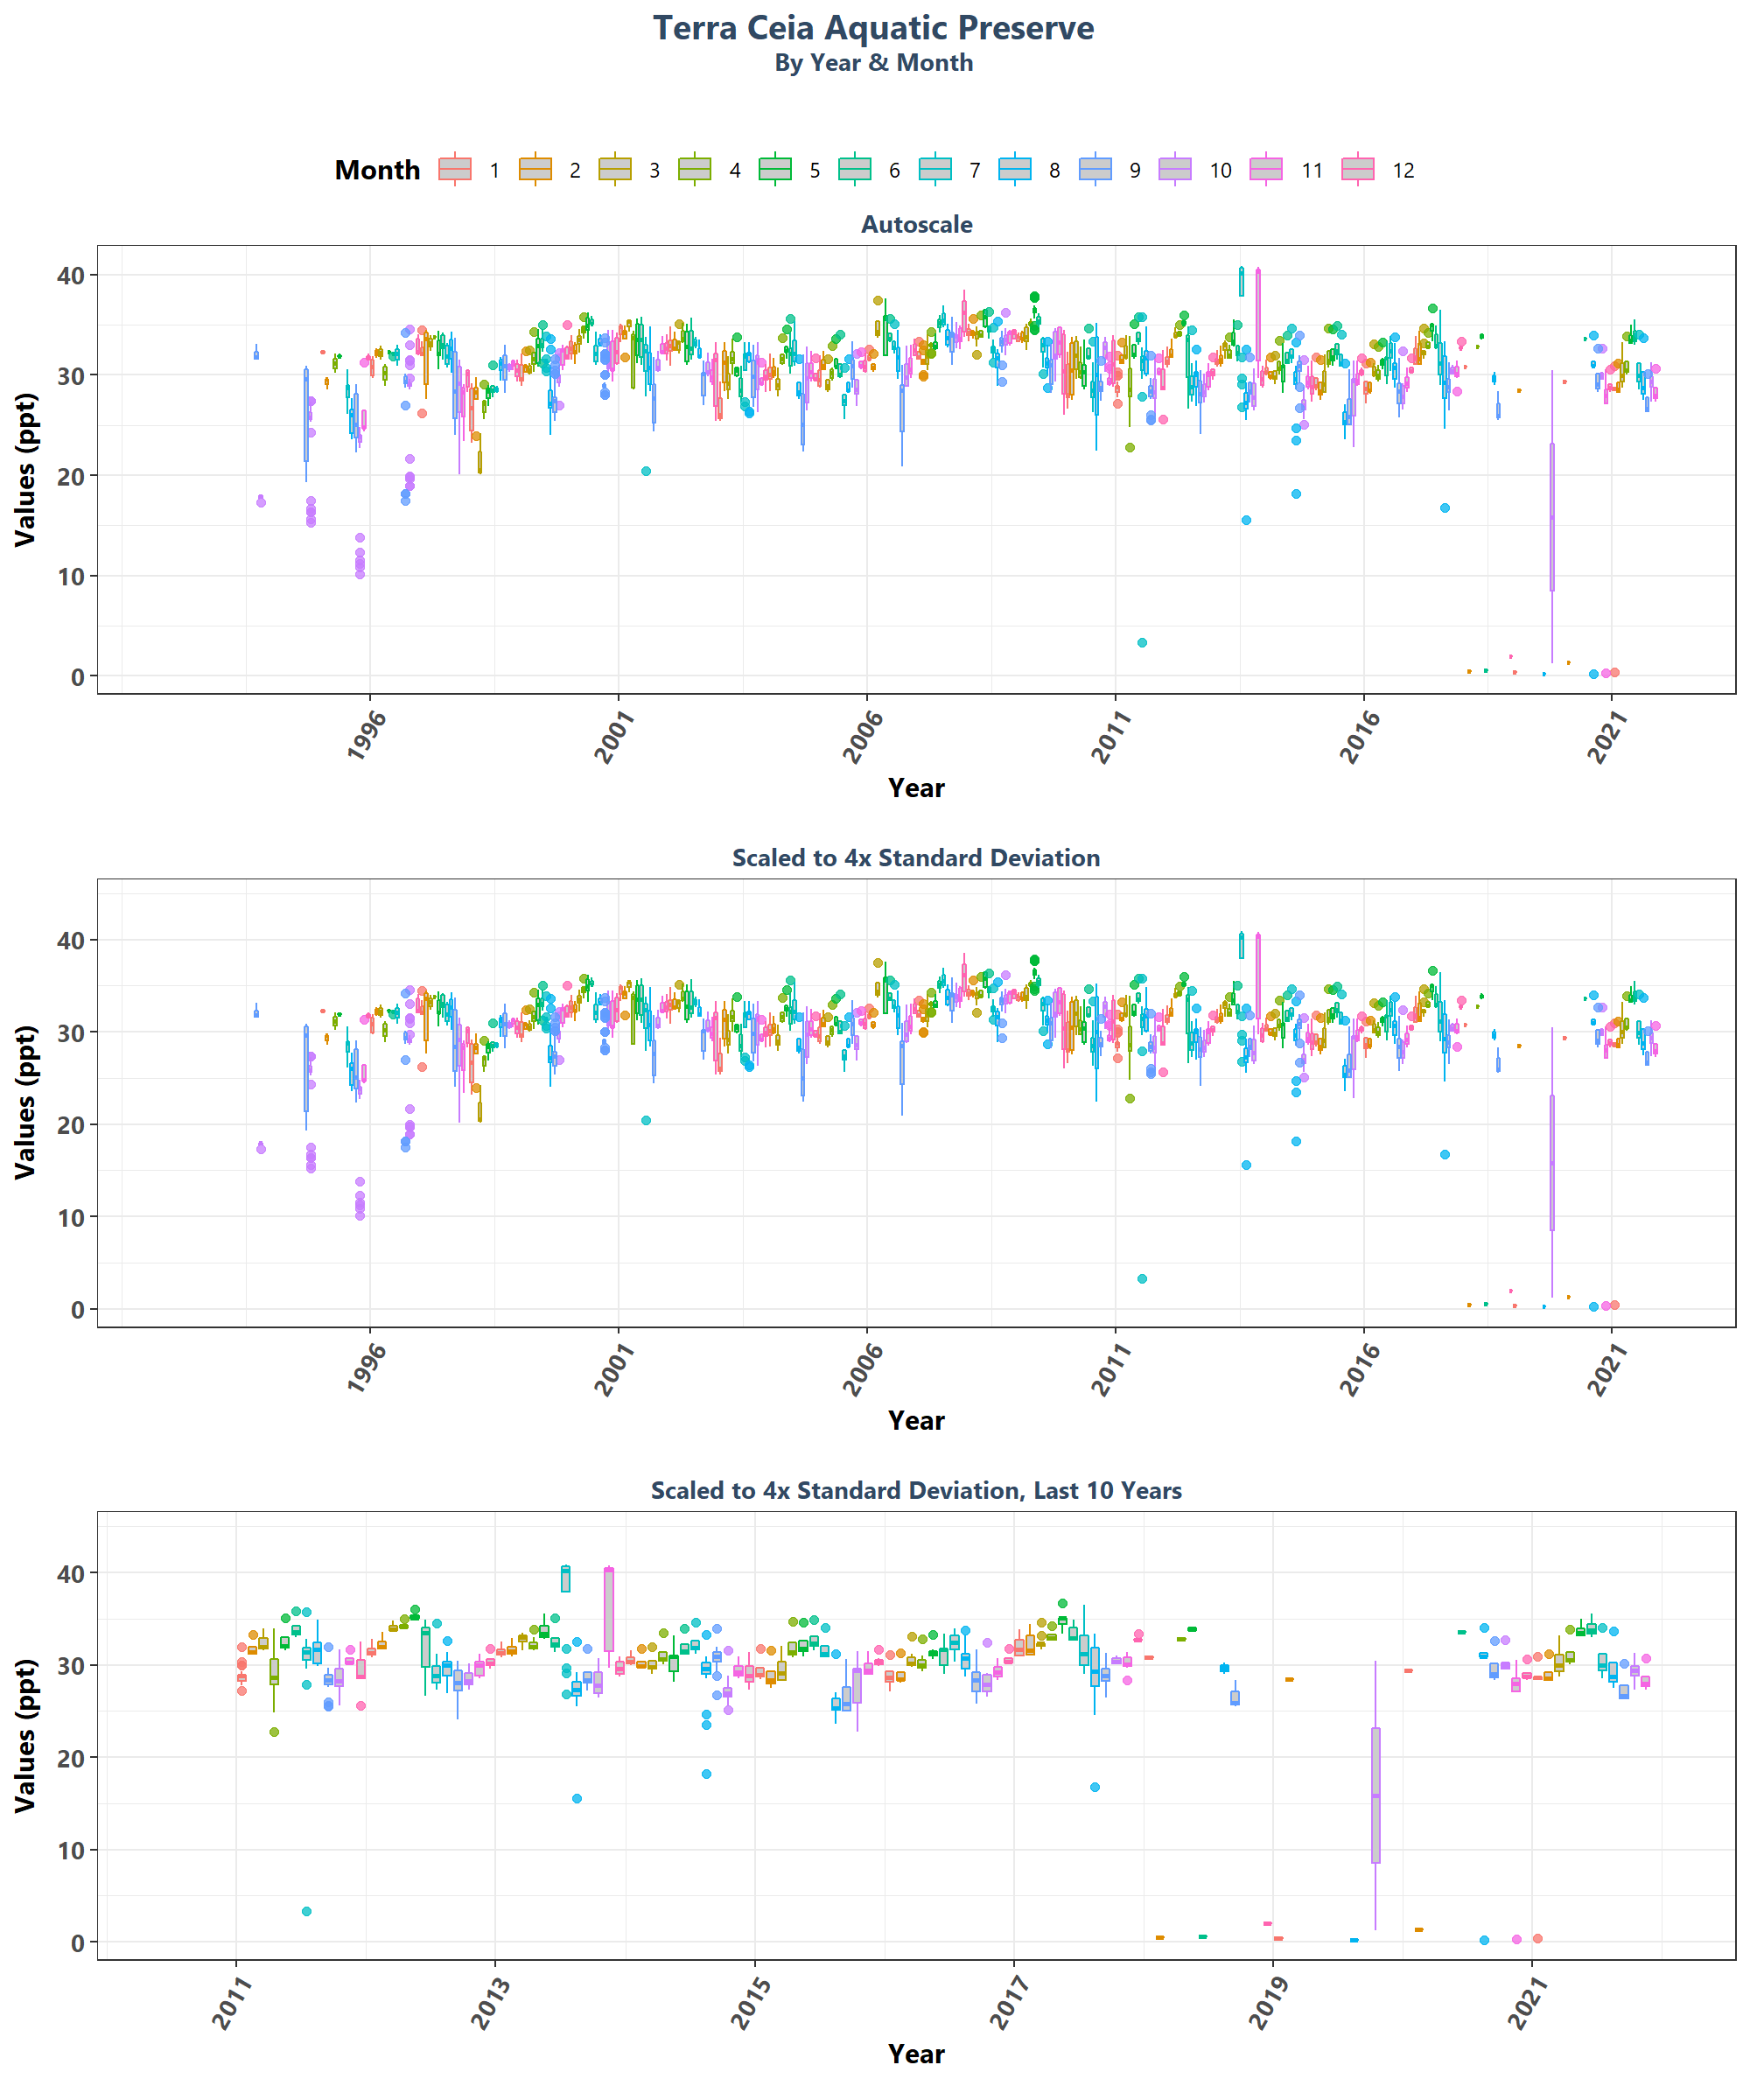 Terra Ceia Aquatic Preserve
By Year & Month
Month 1 2 3 4 5 6 7 8 9 10 11 12
Autoscale
Values (ppt)
40
30
20
10
0
1996 2001 2006 2011 2016 2021
Year
Scaled to 4x Standard Deviation
Values (ppt)
40
30
20
10
0
1996 2001 2006 2011 2016 2021
Year
Scaled to 4x Standard Deviation, Last 10 Years
Values (ppt)
40
30
20
10
0
2011 2013 2015 2017 2019 2021
Year